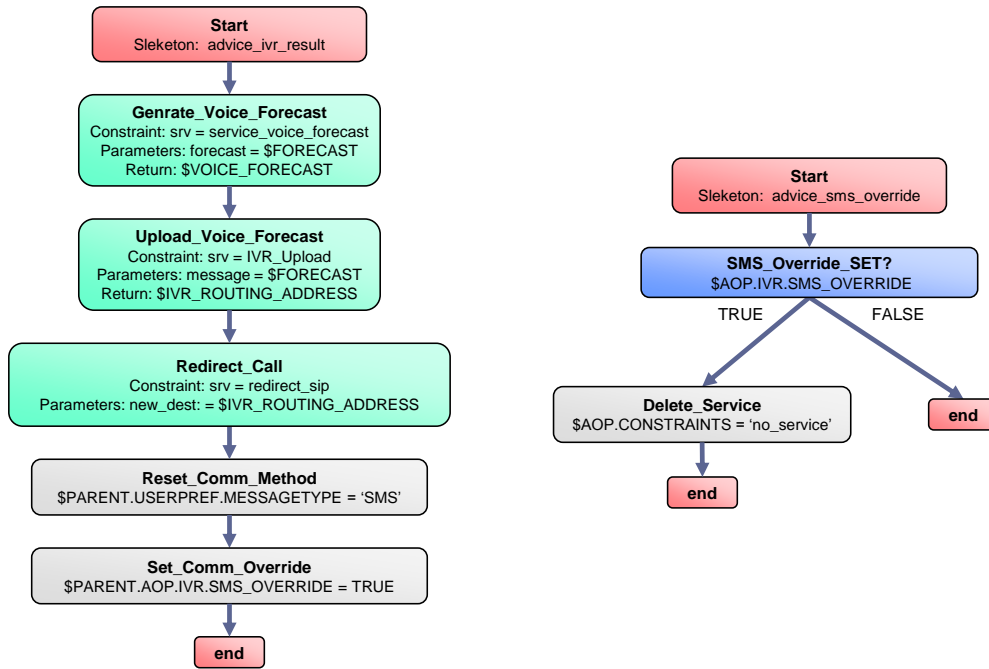 Start
Sleketon: advice_ivr_result
Genrate_Voice_Forecast
Constraint: srv = service_voice_forecast
Parameters: forecast = $FORECAST
Return: $VOICE_FORECAST
Upload_Voice_Forecast
Constraint: srv = IVR_Upload
Parameters: message = $FORECAST
Return: $IVR_ROUTING_ADDRESS
Redirect_Call
Constraint: srv = redirect_sip
Parameters: new_dest: = $IVR_ROUTING_ADDRESS
Reset_Comm_Method
$PARENT.USERPREF.MESSAGETYPE = ‘SMS’
Set_Comm_Override
$PARENT.AOP.IVR.SMS_OVERRIDE = TRUE
end
Start
Sleketon: advice_sms_override
SMS_Override_SET?
$AOP.IVR.SMS_OVERRIDE
TRUE
FALSE
Delete_Service
$AOP.CONSTRAINTS = ‘no_service’
end
end